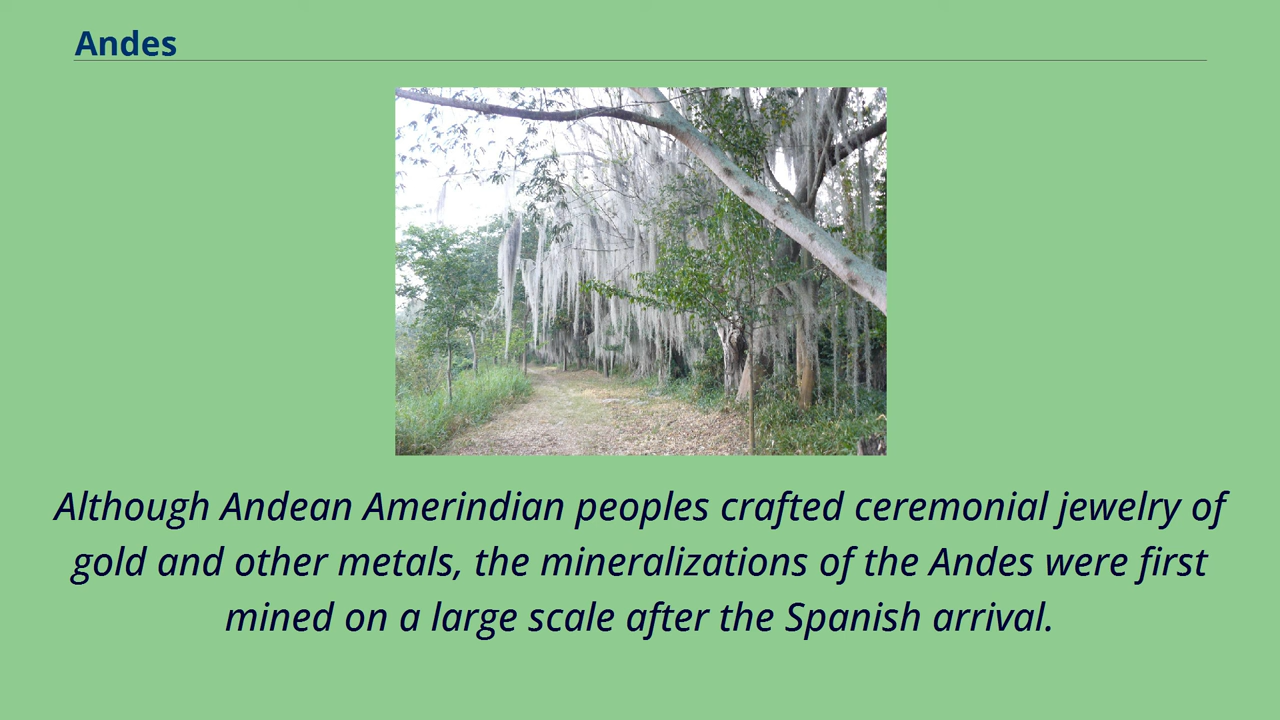 Andes
Although Andean Amerindian peoples crafted ceremonial jewelry of
gold and other metals, the mineralizations of the Andes were first
mined on a large scale after the Spanish arrival.